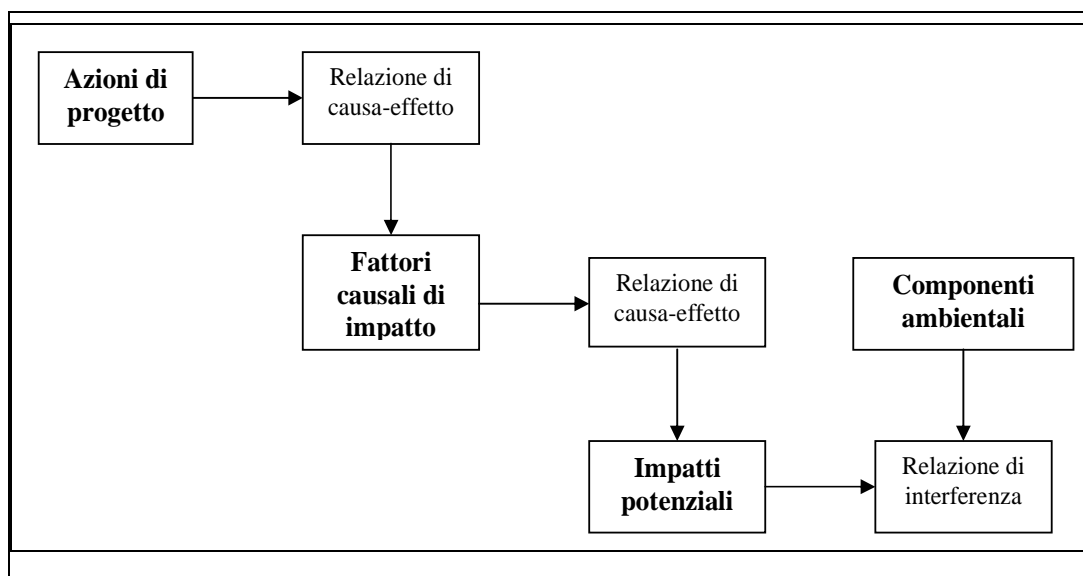 Azioni di
progetto
Relazione di
causa-effetto
Fattori
causali di
impatto
Relazione di
causa-effetto
Componenti
ambientali
Impatti
potenziali
Relazione di
interferenza